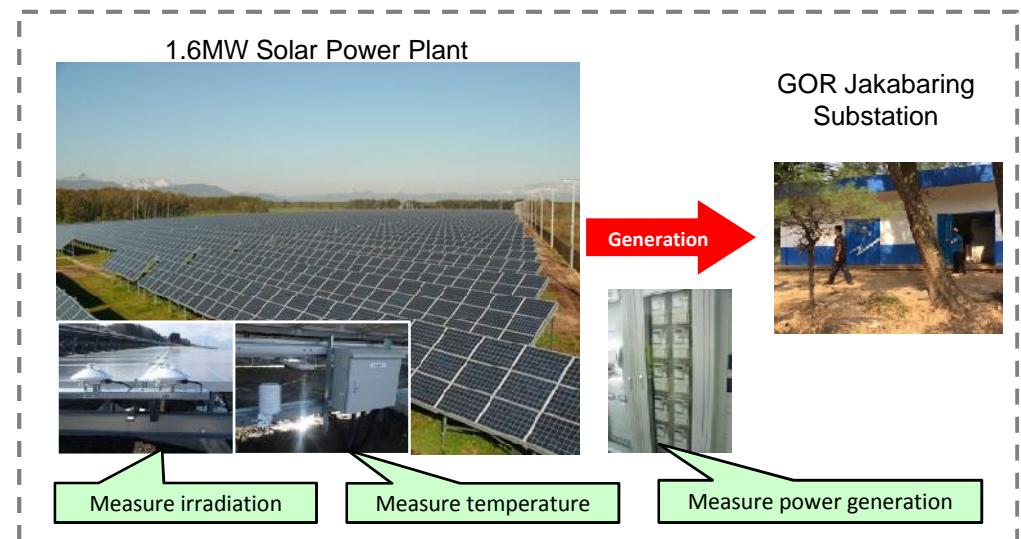 1.6MW Solar Power Plant
GOR Jakabaring
Substation
Generation
Measure irradiation
Measure temperature
Measure power generation